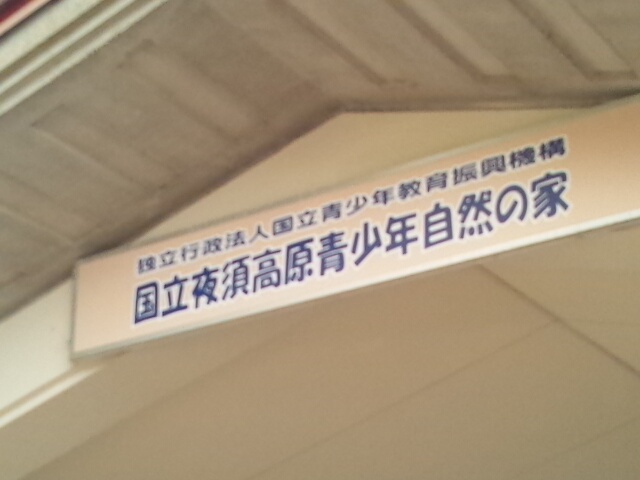 独立行政法人国立青少年教育振興機構
国立夜須高原青少年自然の家